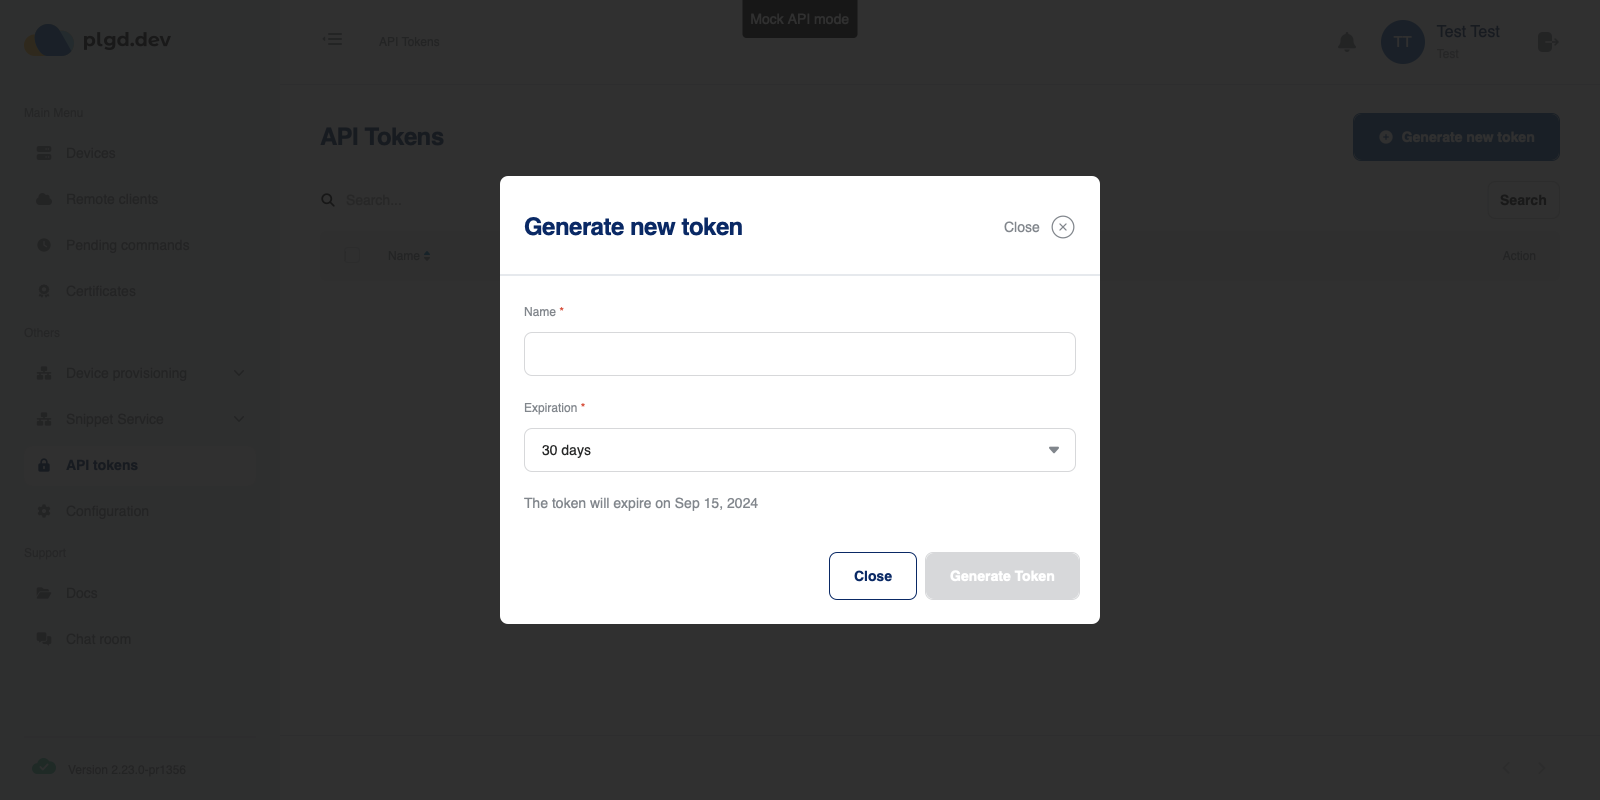 Mock API mode
plgd.dev
API Tokens
TT
Test Test
Test
Main Menu
Devices
Remote clients
Pending commands
Certificates
Others
Device provisioning
Snippet Service
API tokens
Configuration
Support
Docs
Chat room
Version 2.23.0-pr1356
API Tokens
Generate new token
Search...
Search
Name
Action
Generate new token
Close
Name *
Expiration *
30 days
The token will expire on Sep 15, 2024
Close
Generate Token